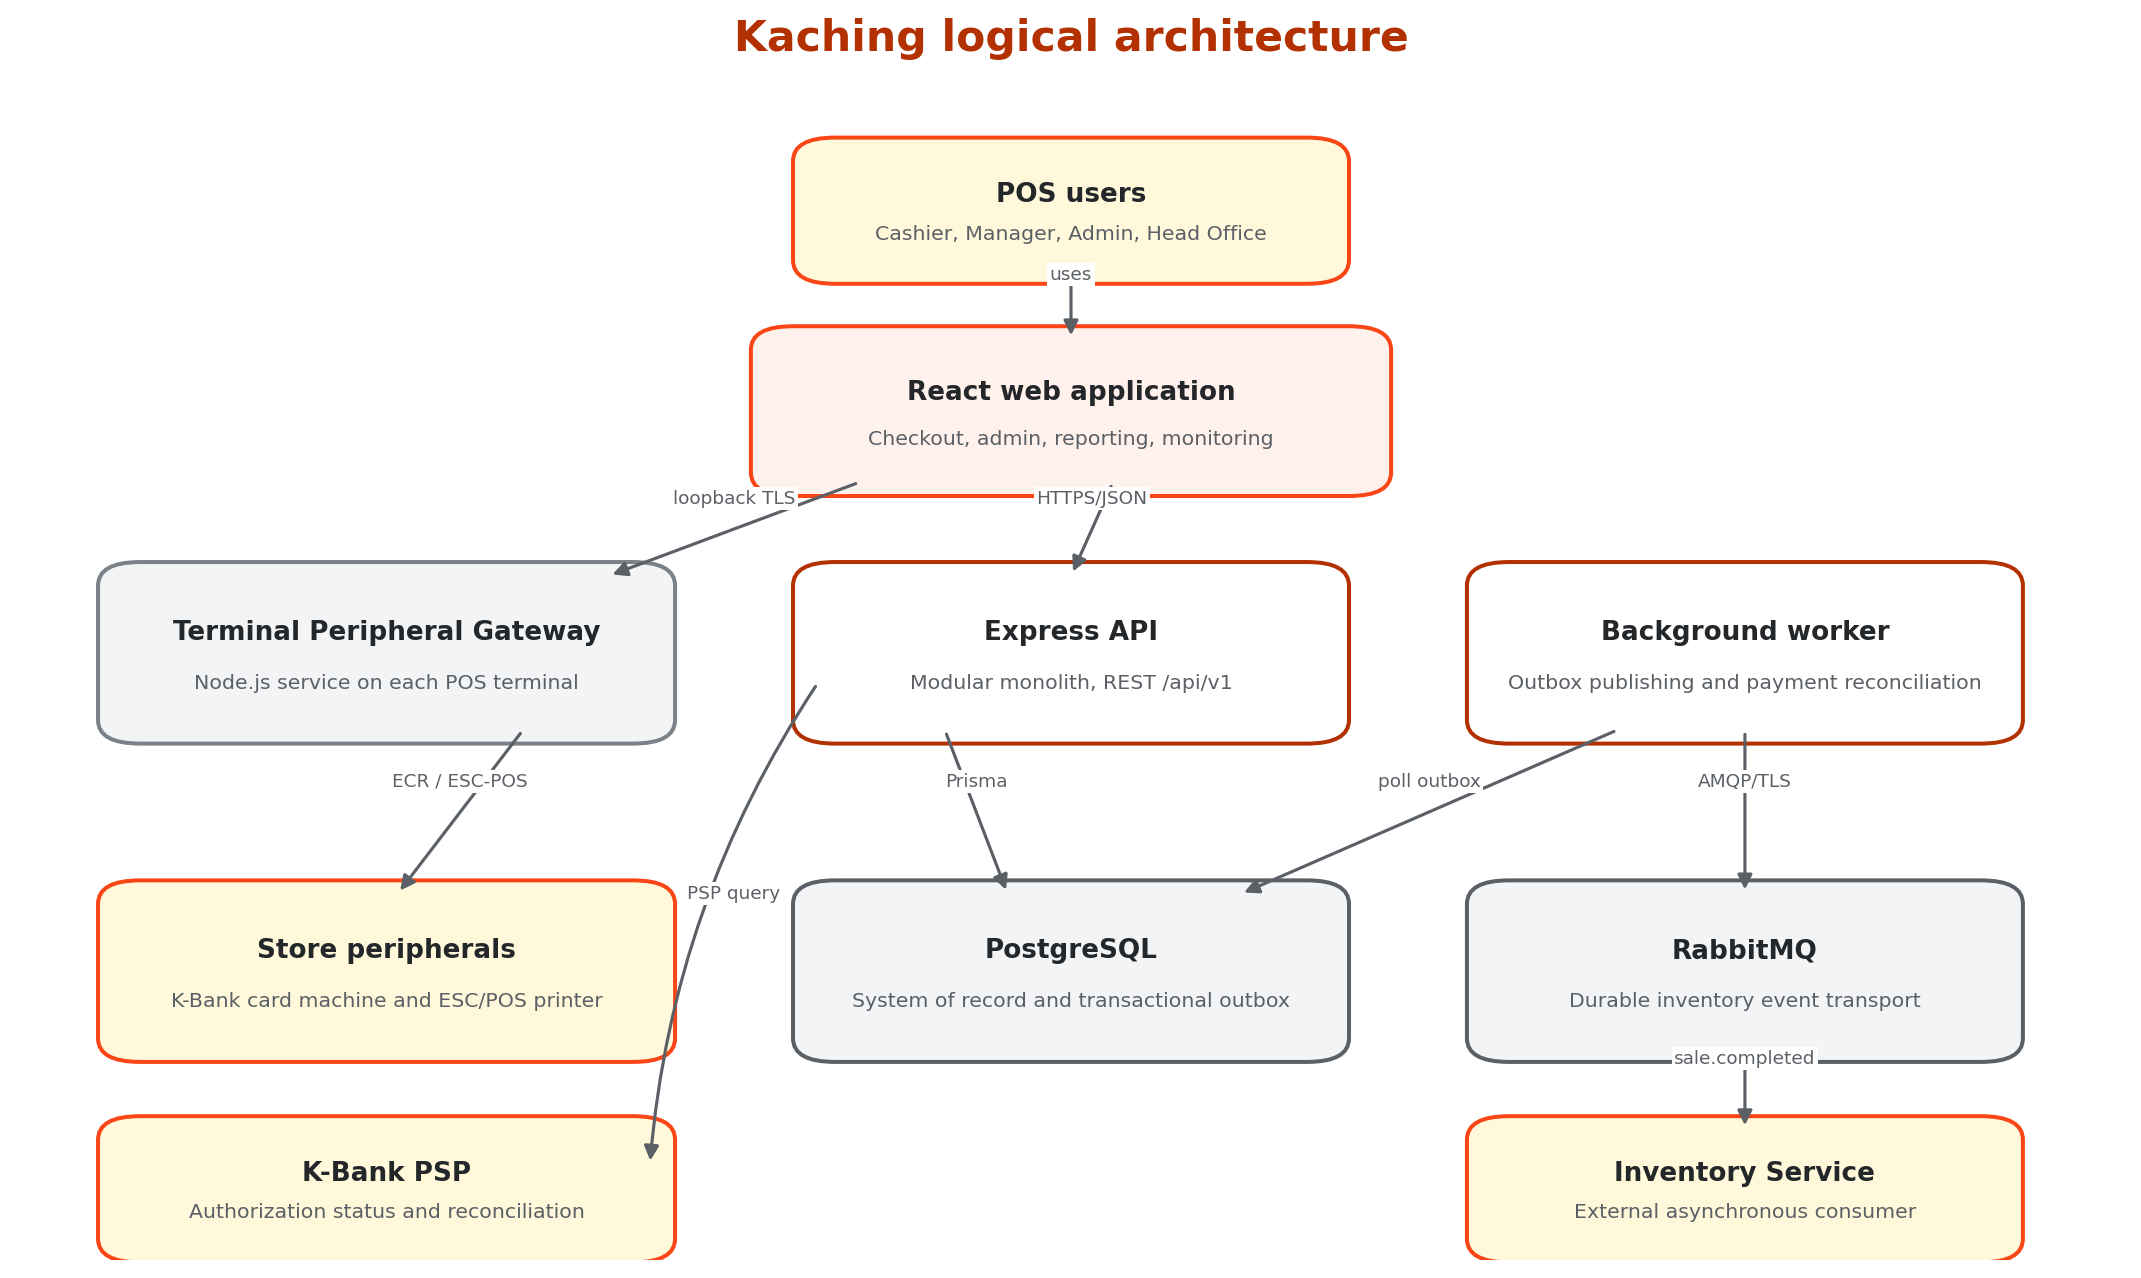 Kaching logical architecture
POS users
Cashier, Manager, Admin, Head Office
uses
React web application
Checkout, admin, reporting, monitoring
loopback TLS
HTTPS/JSON
Terminal Peripheral Gateway
Node.js service on each POS terminal
Express API
Modular monolith, REST /api/v1
Background worker
Outbox publishing and payment reconciliation
ECR / ESC-POS
Prisma
poll outbox
AMQP/TLS
PSP query
Store peripherals
K-Bank card machine and ESC/POS printer
PostgreSQL
System of record and transactional outbox
RabbitMQ
Durable inventory event transport
sale.completed
K-Bank PSP
Authorization status and reconciliation
Inventory Service
External asynchronous consumer